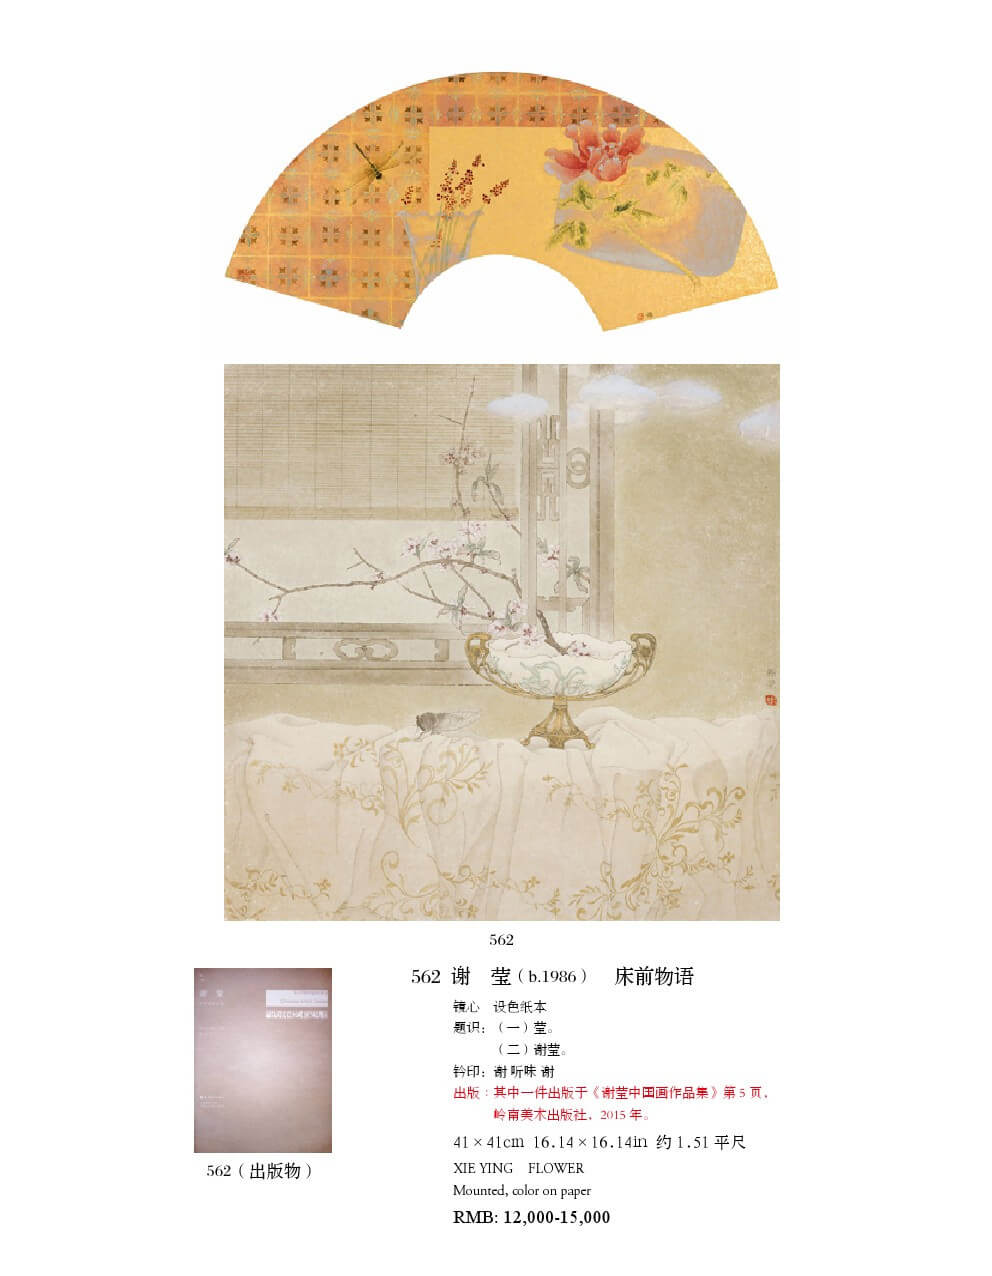 562
562 谢 莹（b.1986） 床前物语
镜心 设色纸本
题识：（一）莹。
（二）谢莹。
钤印：谢 听味 谢
出版：其中一件出版于《谢莹中国画作品集》第 5 页，
岭南美术出版社，2015 年。
41×41cm 16.14×16.14in 约 1.51 平尺
XIE YING FLOWER
Mounted, color on paper
RMB: 12,000-15,000
谢 莹
562（出版物）